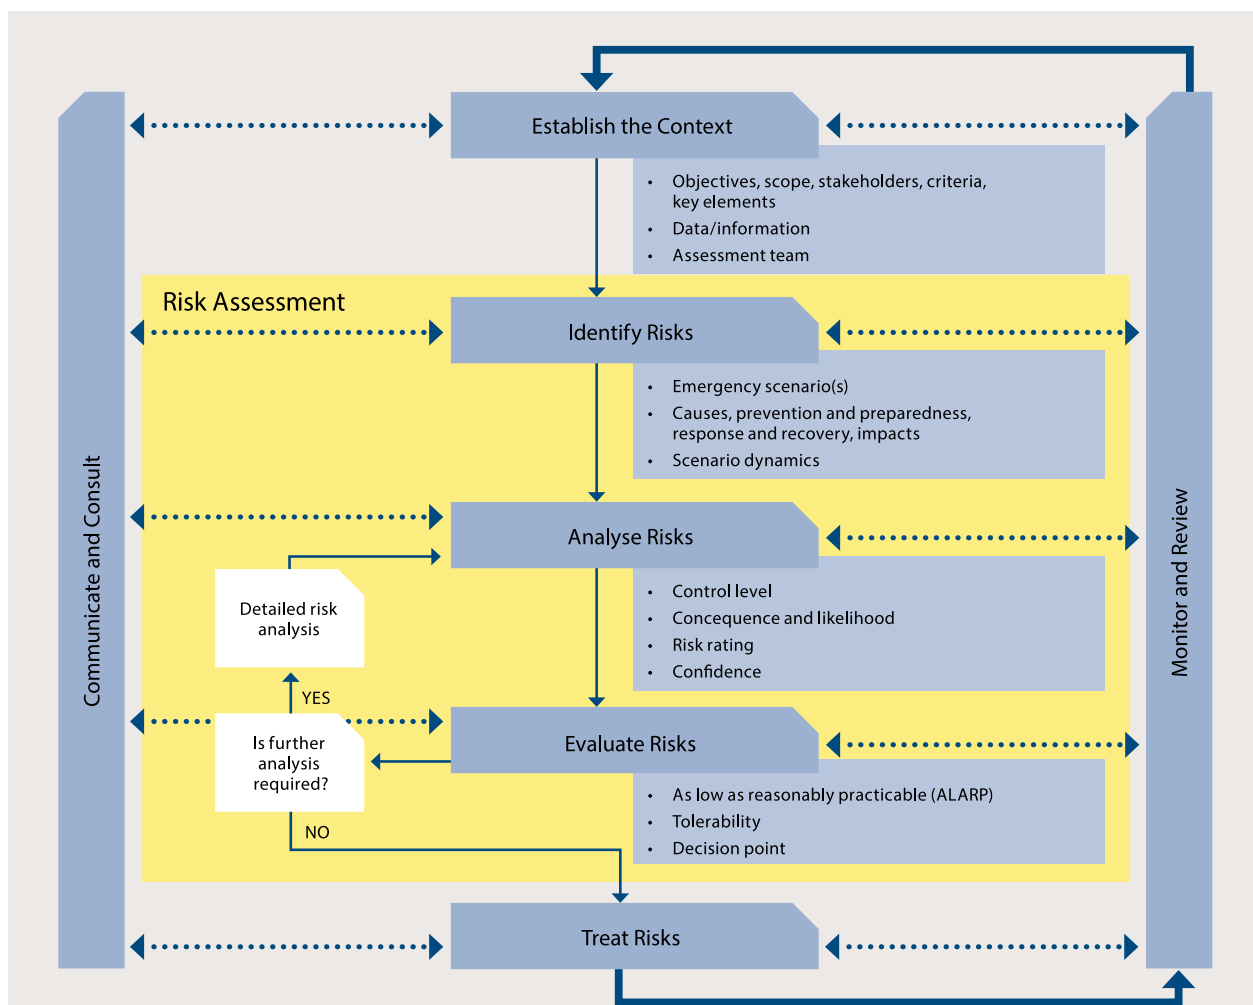 Establish the Context
• Objectives, scope, stakeholders, criteria,
key elements
• Data/information
• Assessment team
Risk Assessment
Identify Risks
• Emergency scenario(s)
• Causes, prevention and preparedness,
response and recovery, impacts
• Scenario dynamics
Communicate and Consult
Monitor and Review
Analyse Risks
• Control level
• Concequence and likelihood
• Risk rating
• Confidence
Detailed risk
analysis
YES
Is further
analysis
required?
NO
Evaluate Risks
• As low as reasonably practicable (ALARP)
• Tolerability
• Decision point
Treat Risks